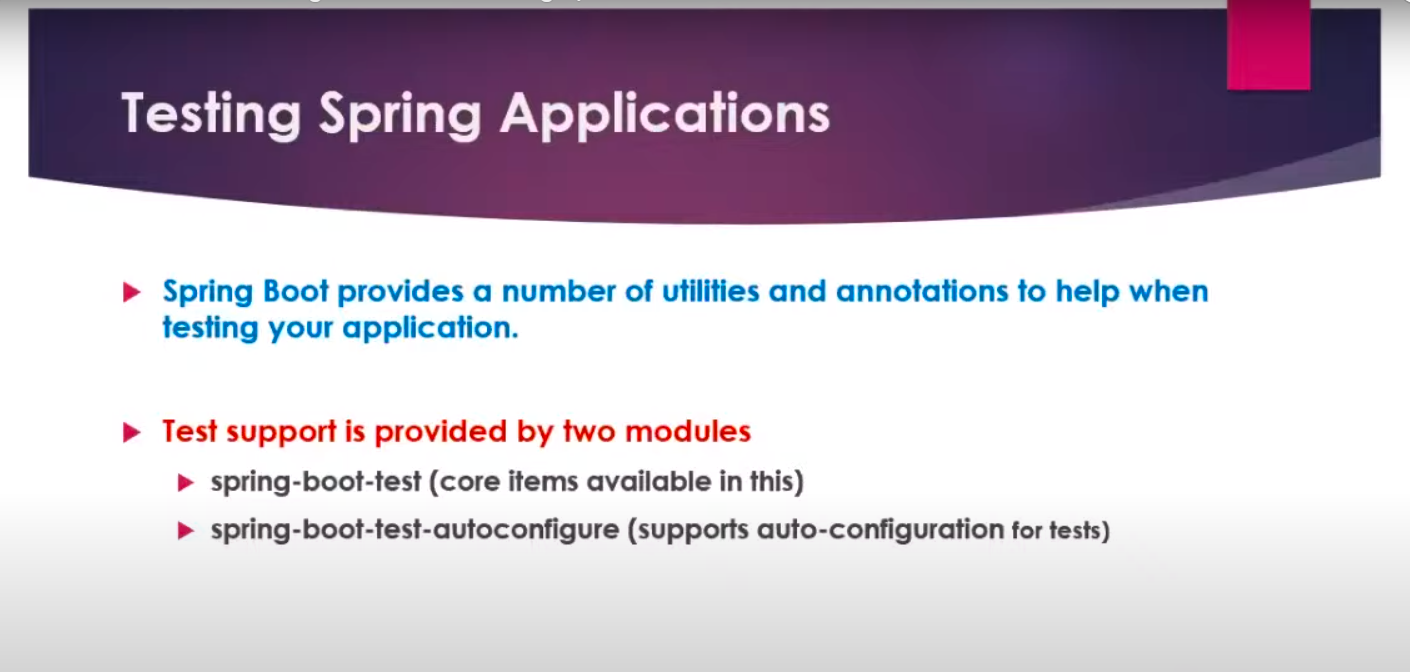 Testing Spring Applications
Spring Boot provides a number of utilities and annotations to help when
testing your application.
Test support is provided by two modules
spring-boot-test (core items available in this)
spring-boot-test-autoconfigure (supports auto-configuration for tests)